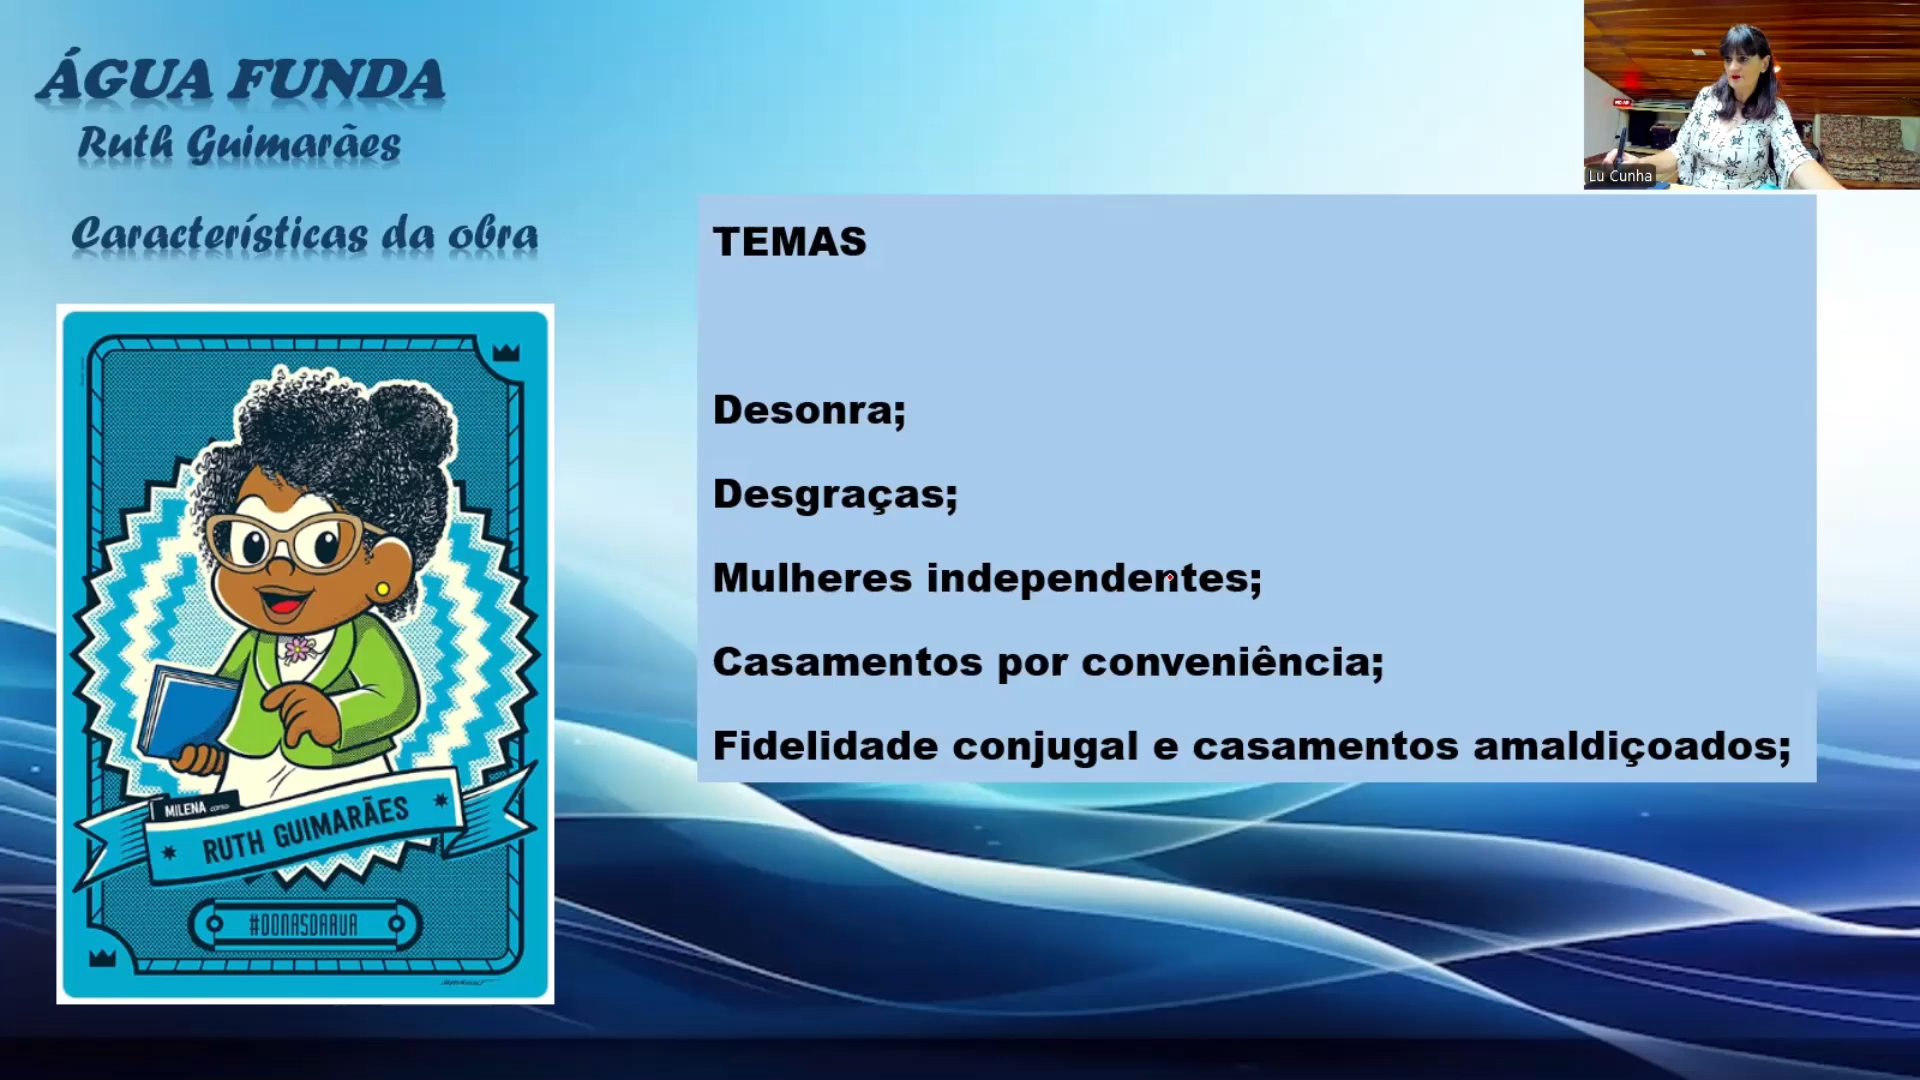 ÁGUA FUNDA
Ruth Guimarães
Características da obra
Lu Cunha
TEMAS
Desonra;
Desgraças;
Mulheres independentes;
Casamentos por conveniência;
Fidelidade conjugal e casamentos amaldiçoados;
MILENA como
RUTH GUIMARÃES
#DONASDARUA